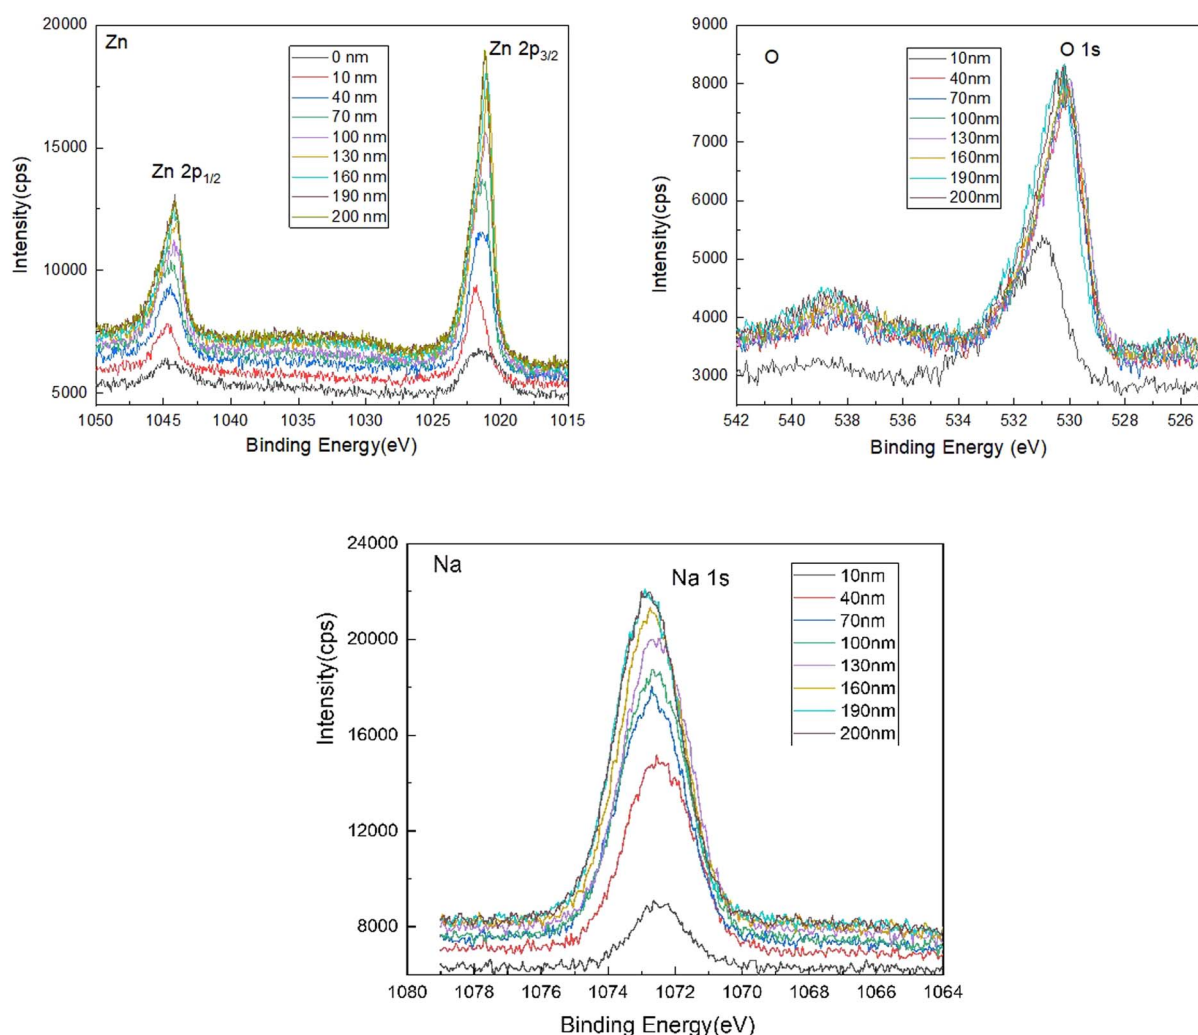 Zn
Zn 2p3/2
Zn 2p1/2
0 nm
10 nm
40 nm
70 nm
100 nm
130 nm
160 nm
190 nm
200 nm
20000
15000
10000
5000
Intensity(cps)
1050 1045 1040 1035 1030 1025 1020 1015
Binding Energy(eV)
O
O 1s
10nm
40nm
70nm
100nm
130nm
160nm
190nm
200nm
9000
8000
7000
6000
5000
4000
3000
Intensity(cps)
542 540 538 536 534 532 530 528 526
Binding Energy (eV)
Na
Na 1s
10nm
40nm
70nm
100nm
130nm
160nm
190nm
200nm
24000
20000
16000
12000
8000
Intensity(cps)
1080 1078 1076 1074 1072 1070 1068 1066 1064
Binding Energy(eV)